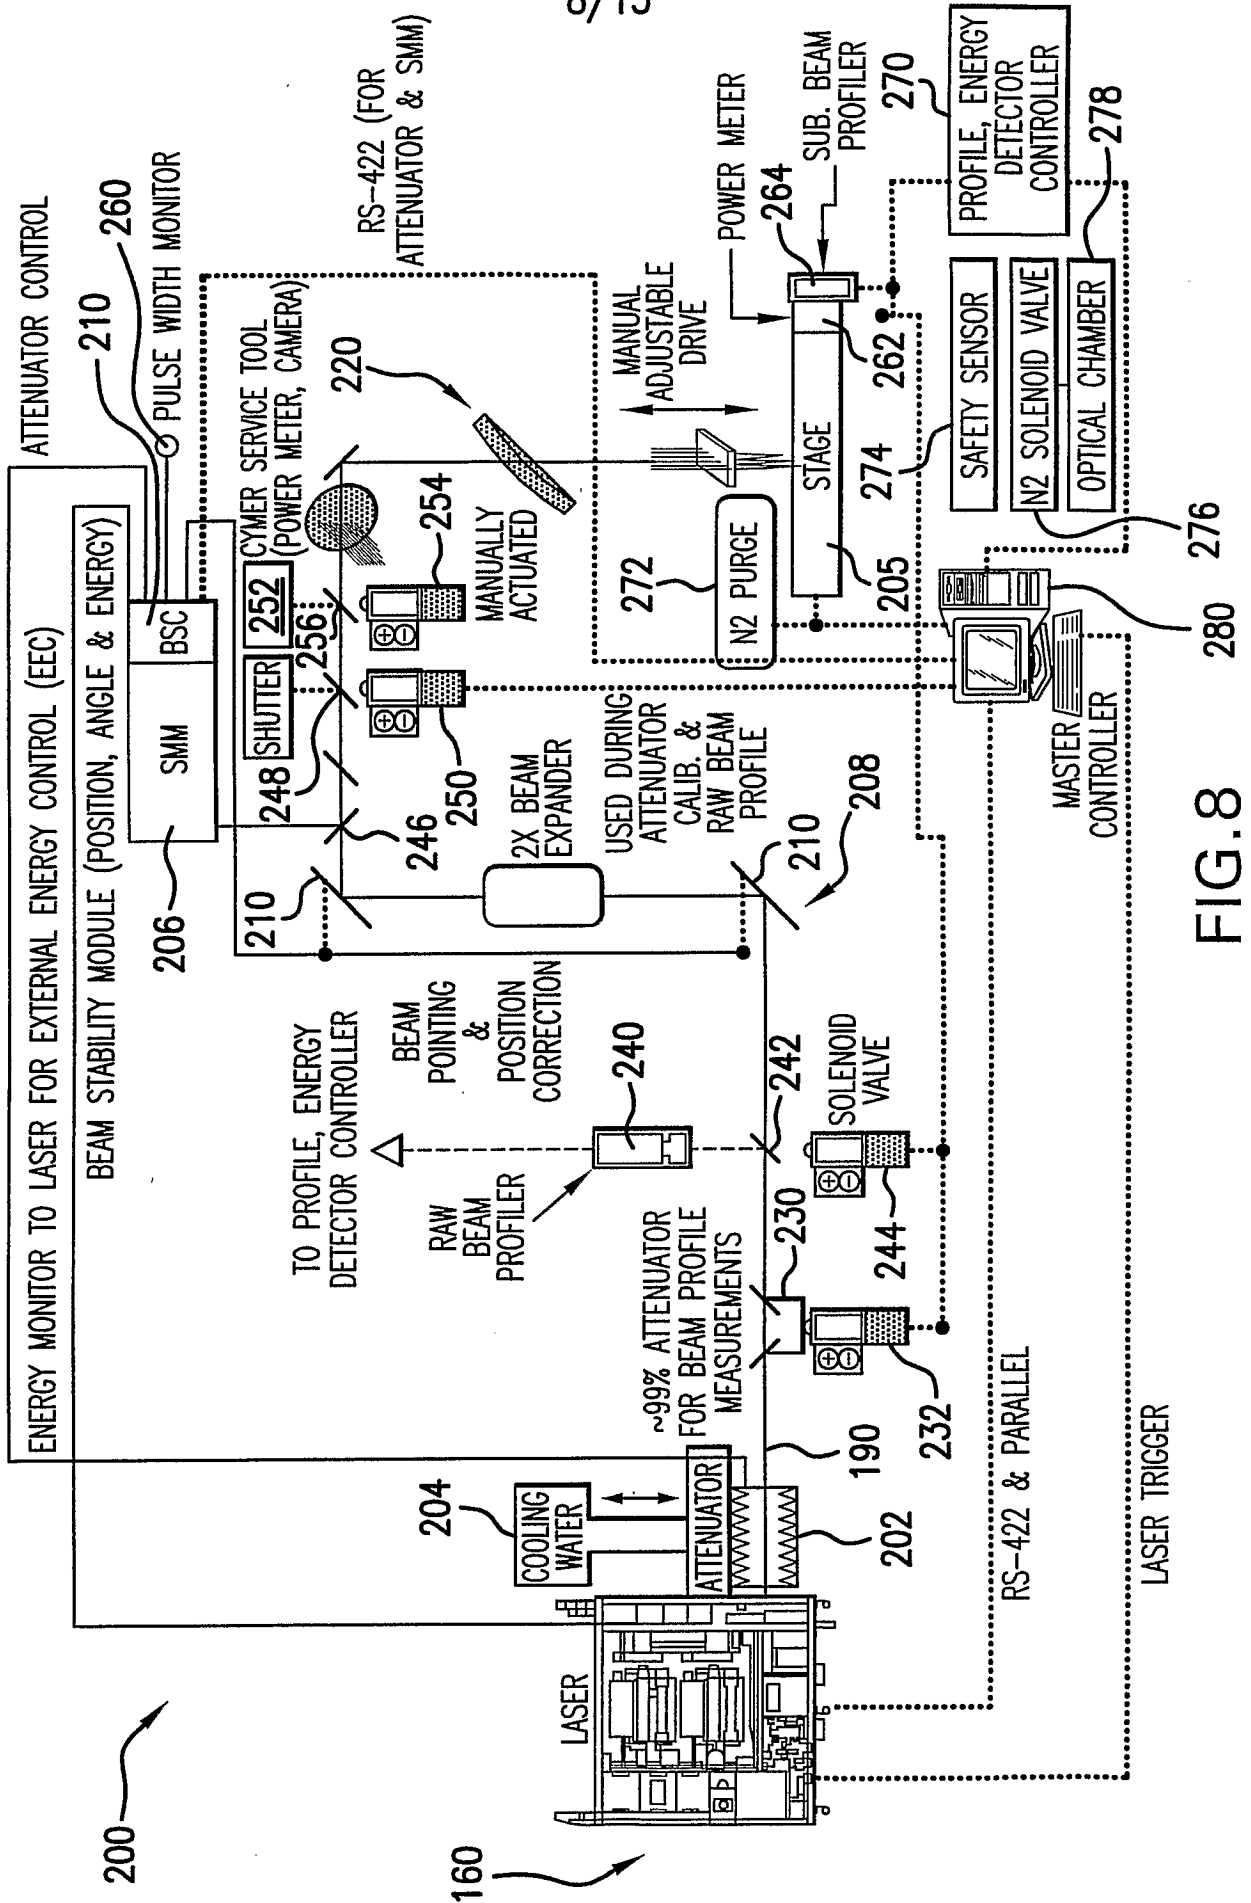 8/15
200
ENERGY MONITOR TO LASER FOR EXTERNAL ENERGY CONTROL (EEC)
ATTENUATOR CONTROL
BEAM STABILITY MODULE (POSITION, ANGLE & ENERGY)
210
260
PULSE WIDTH MONITOR
206
SMM
BSC
RS-422 (FOR
ATTENUATOR & SMM)
CYMER SERVICE TOOL
(POWER METER, CAMERA)
SHUTTER
252
256
248
246
210
250
254
MANUALLY
ACTUATED
220
TO PROFILE, ENERGY
DETECTOR CONTROLLER
BEAM
POINTING
&
POSITION
CORRECTION
2X BEAM
EXPANDER
RAW
BEAM
PROFILER
240
USED DURING
ATTENUATOR
CALIB. &
RAW BEAM
PROFILE
MANUAL
ADJUSTABLE
DRIVE
POWER METER
264
SUB. BEAM
PROFILER
160
LASER
204
COOLING
WATER
ATTENUATOR
202
190
~99% ATTENUATOR
FOR BEAM PROFILE
MEASUREMENTS
230
232
242
SOLENOID
VALVE
244
210
208
272
N2 PURGE
STAGE
205
262
270
PROFILE, ENERGY
DETECTOR
CONTROLLER
274
SAFETY SENSOR
N2 SOLENOID VALVE
OPTICAL CHAMBER
278
276
280
MASTER
CONTROLLER
RS-422 & PARALLEL
LASER TRIGGER
FIG.8